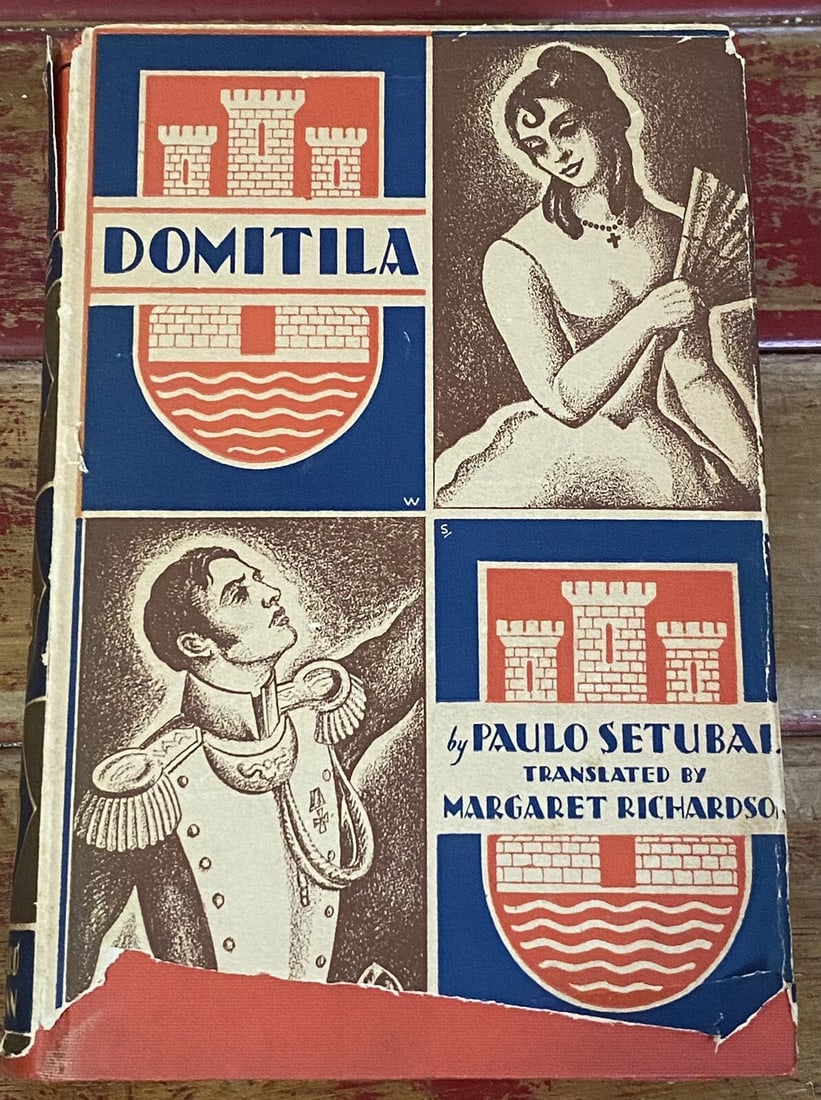 DOMITILA
W
S/
by PAULO SETUBAL
TRANSLATED BY
MARGARET RICHARDSON